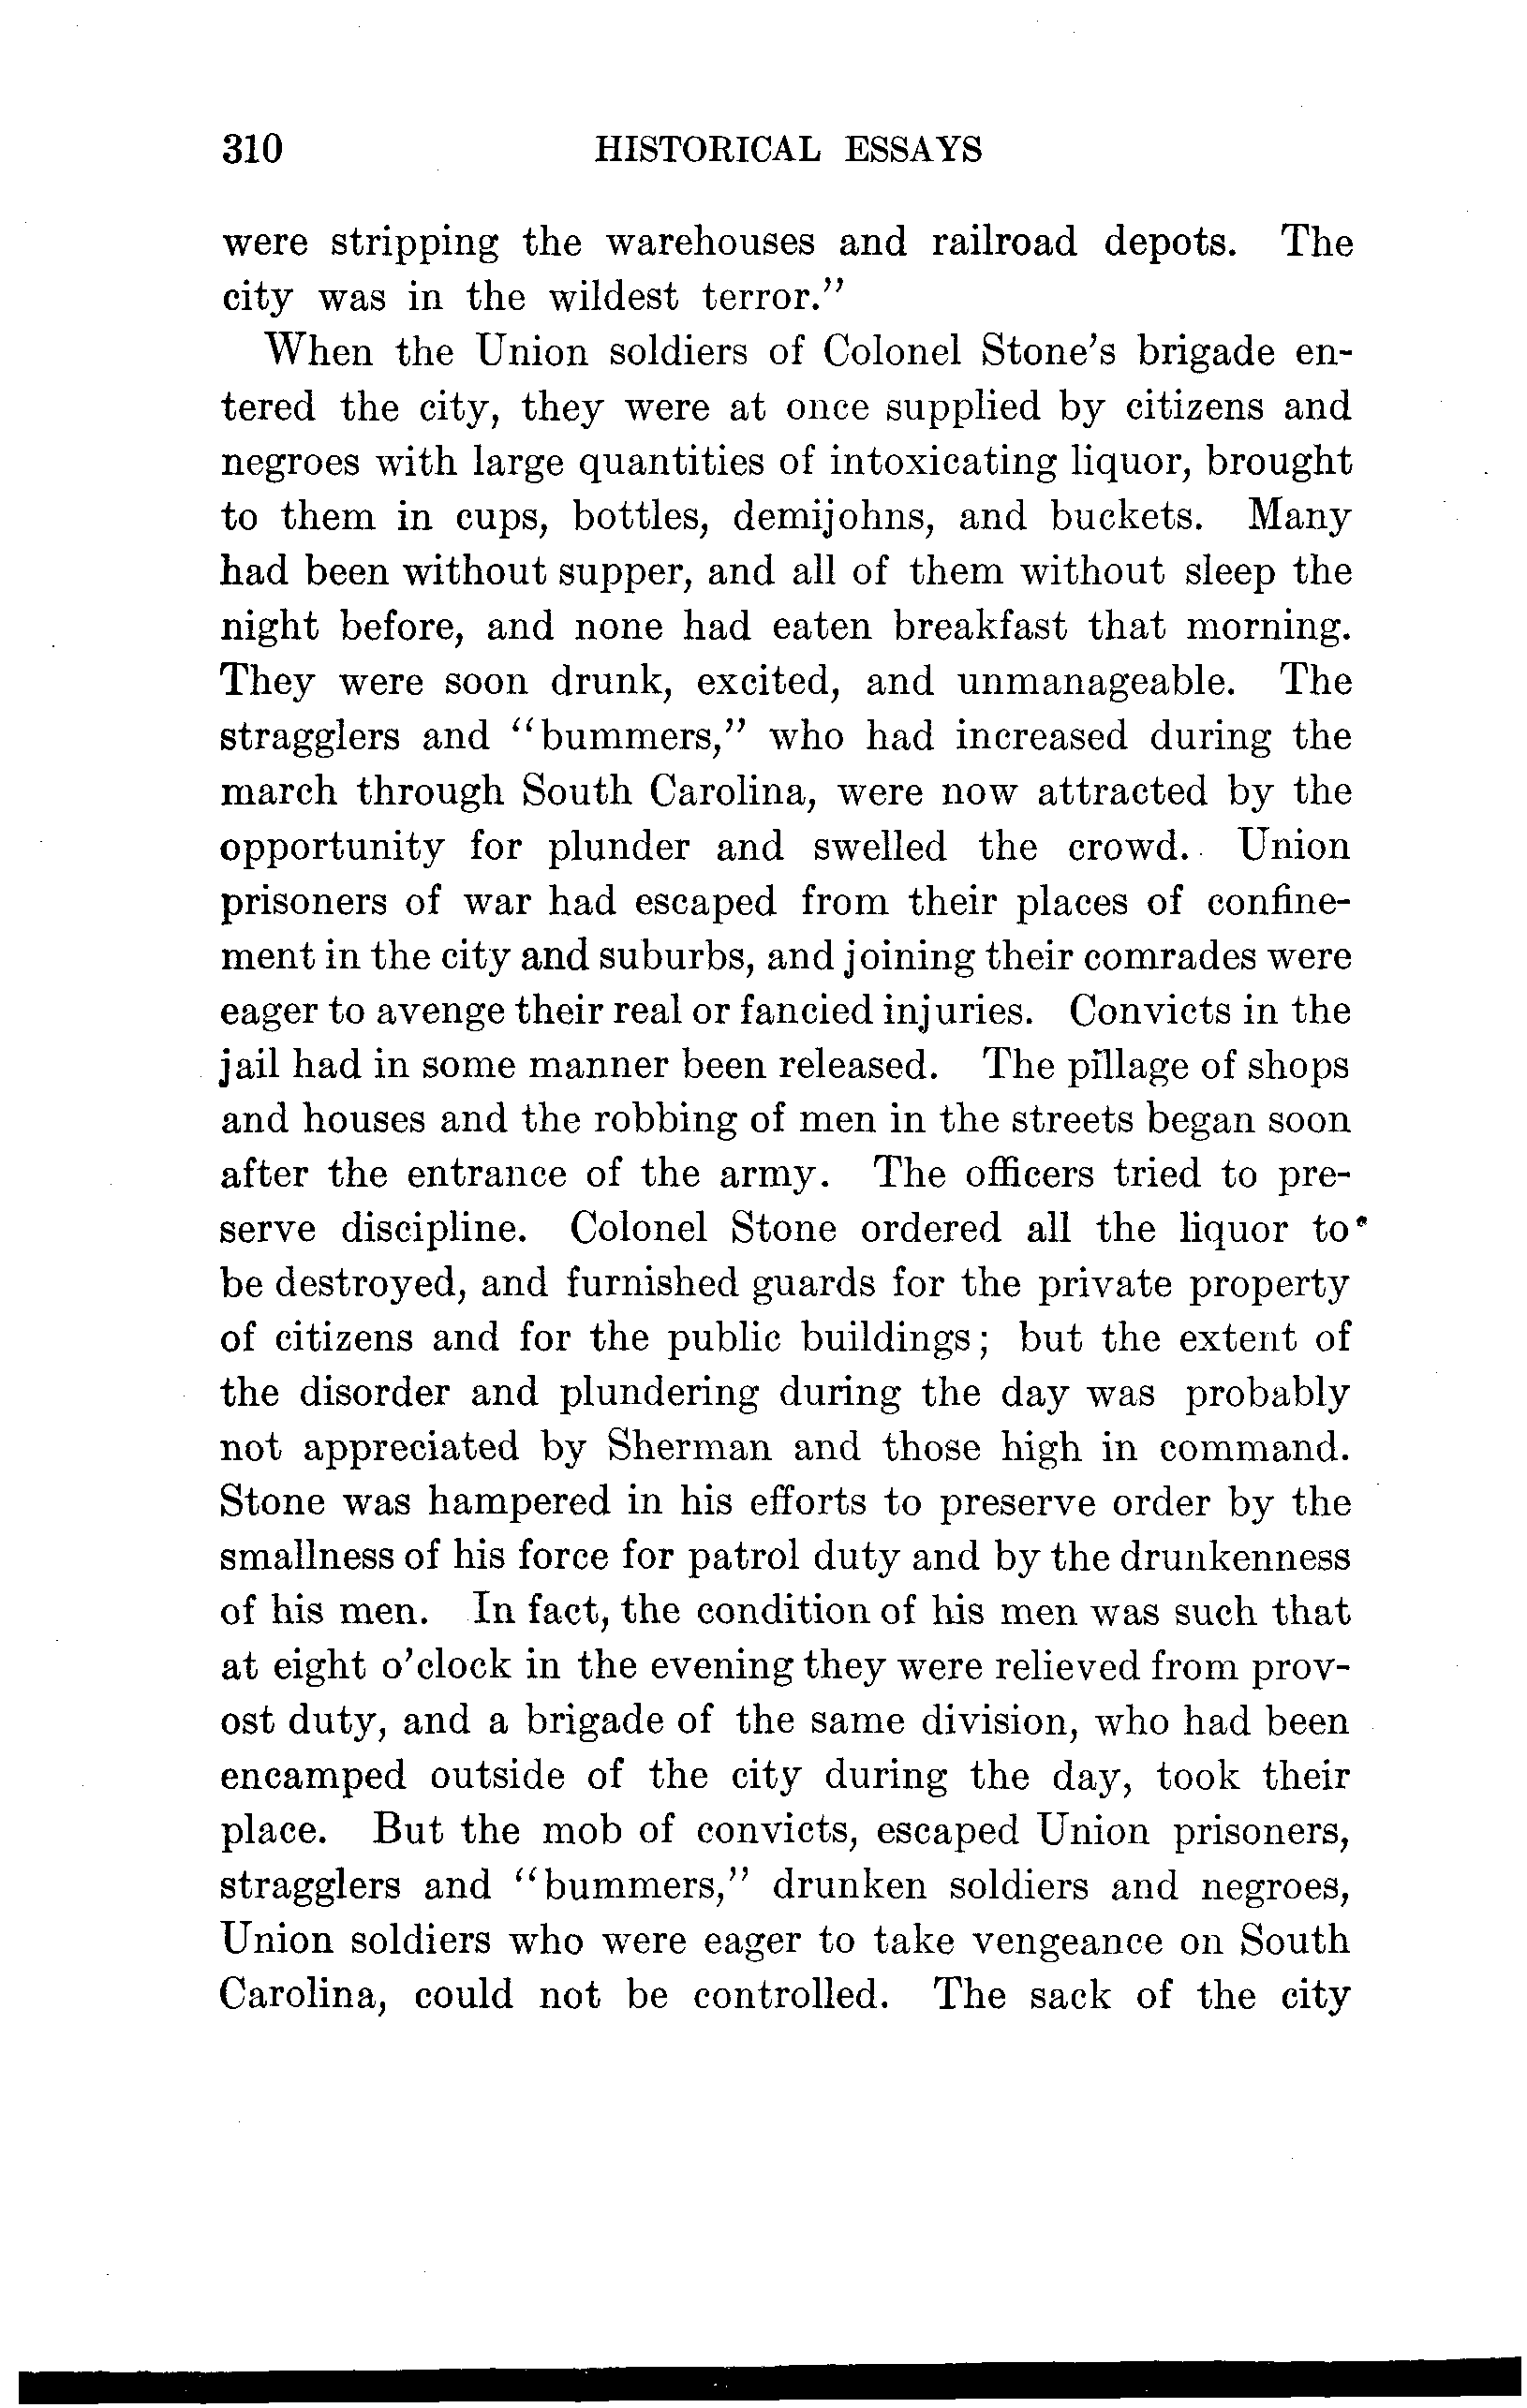 310 HISTORICAL ESSAYS
were stripping the warehouses and railroad depots. The
city was in the wildest terror.”
When the Union soldiers of Colonel Stone’s brigade en-
tered the city, they were at once supplied by citizens and
negroes with large quantities of intoxicating liquor, brought
to them in cups, bottles, demijohns, and buckets. Many
had been without supper, and all of them without sleep the
night before, and none had eaten breakfast that morning.
They were soon drunk, excited, and unmanageable. The
stragglers and “bummers,” who had increased during the
march through South Carolina, were now attracted by the
opportunity for plunder and swelled the crowd. Union
prisoners of war had escaped from their places of confine-
ment in the city and suburbs, and joining their comrades were
eager to avenge their real or fancied injuries. Convicts in the
jail had in some manner been released. The pillage of shops
and houses and the robbing of men in the streets began soon
after the entrance of the army. The officers tried to pre-
serve discipline. Colonel Stone ordered all the liquor to
be destroyed, and furnished guards for the private property
of citizens and for the public buildings; but the extent of
the disorder and plundering during the day was probably
not appreciated by Sherman and those high in command.
Stone was hampered in his efforts to preserve order by the
smallness of his force for patrol duty and by the drunkenness
of his men. In fact, the condition of his men was such that
at eight o’clock in the evening they were relieved from prov-
ost duty, and a brigade of the same division, who had been
encamped outside of the city during the day, took their
place. But the mob of convicts, escaped Union prisoners,
stragglers and “bummers,” drunken soldiers and negroes,
Union soldiers who were eager to take vengeance on South
Carolina, could not be controlled. The sack of the city